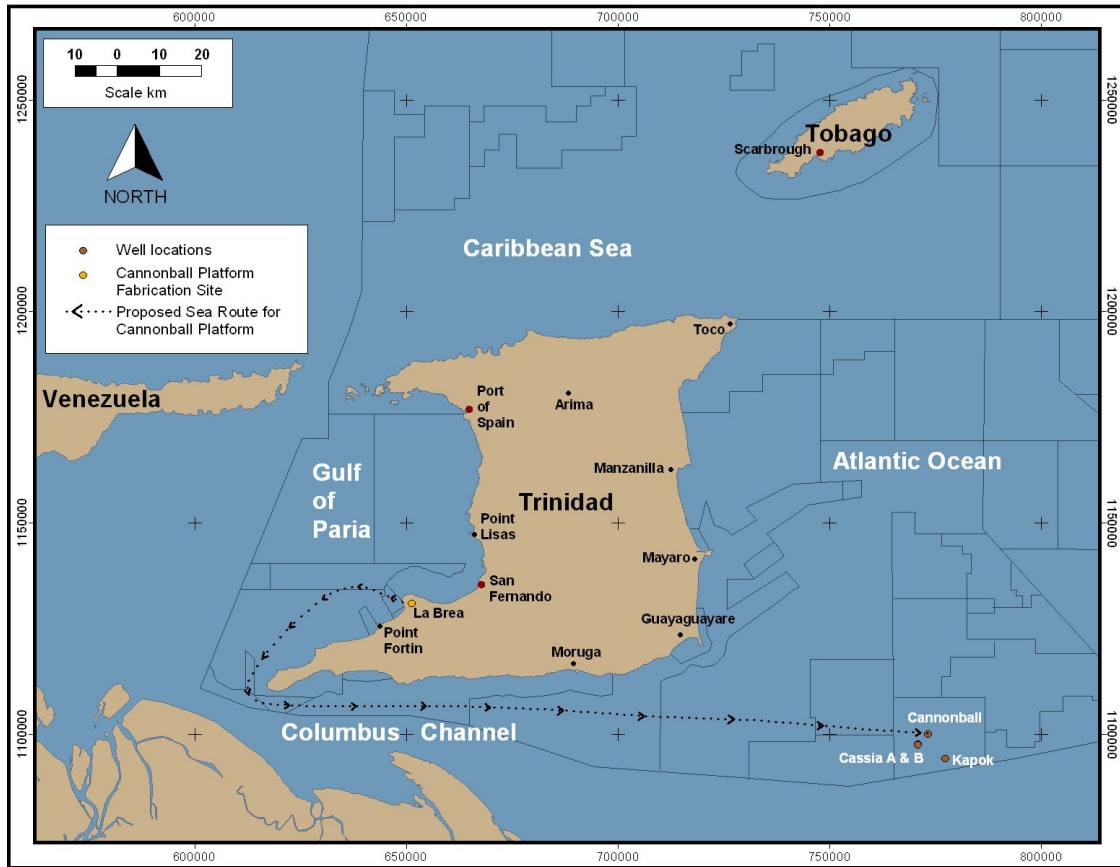 600000
650000
700000
750000
800000
10 0 10 20
Scale km
NORTH
Well locations
Cannonball Platform
Fabrication Site
Proposed Sea Route for
Cannonball Platform
1250000
1250000
Tobago
Scarbrough
Caribbean Sea
1200000
1200000
Toco
Venezuela
Port
of
Spain
Arima
Gulf
of
Paria
Manzanilla
Atlantic Ocean
Trinidad
Point
Lisas
1150000
1150000
Mayaro
San
Fernando
La Brea
Point
Fortin
Guayaguayare
Moruga
1100000
1100000
Columbus Channel
Cannonball
Cassia A & B
Kapok
600000
650000
700000
750000
800000